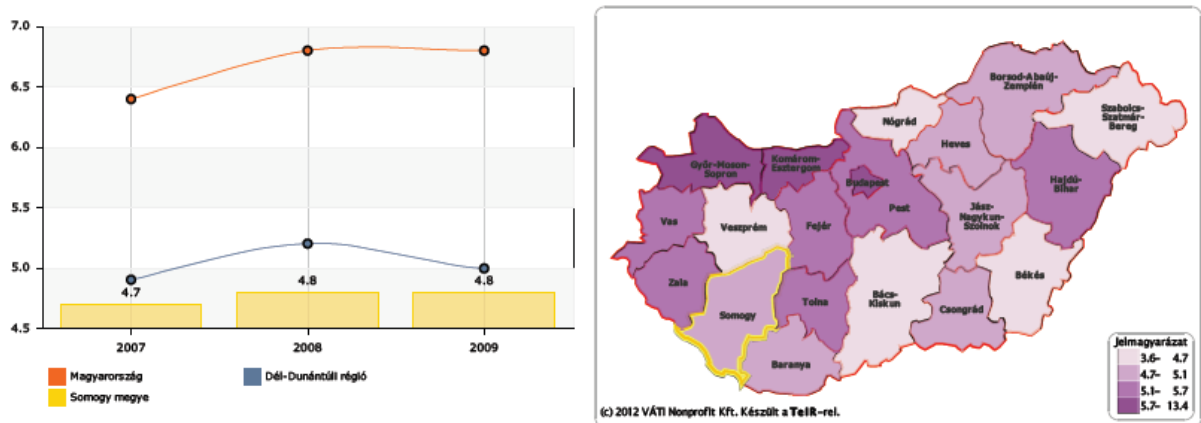 7.0
6.5
6.0
5.5
5.0
4.5
4.7
4.8
4.8
2007
2008
2009
Magyarország
Dél-Dunántúli régió
Somogy megye
Borsod-Abaúj-
Zemplén
Szabolcs-
Szatmár-
Bereg
Nógrád
Heves
Győr-Moson-
Sopron
Komárom-
Esztergom
Budapest
Hajdú-
Bihar
Vas
Veszprém
Fejér
Pest
Jász-
Nagykun-
Szolnok
Zala
Somogy
Tolna
Bács-
Kiskun
Békés
Csongrád
Baranya
Jelmagyarázat
3.6– 4.7
4.7– 5.1
5.1– 5.7
5.7– 13.4
(c) 2012 VÁTI Nonprofit Kft. Készült a TeIR-rel.